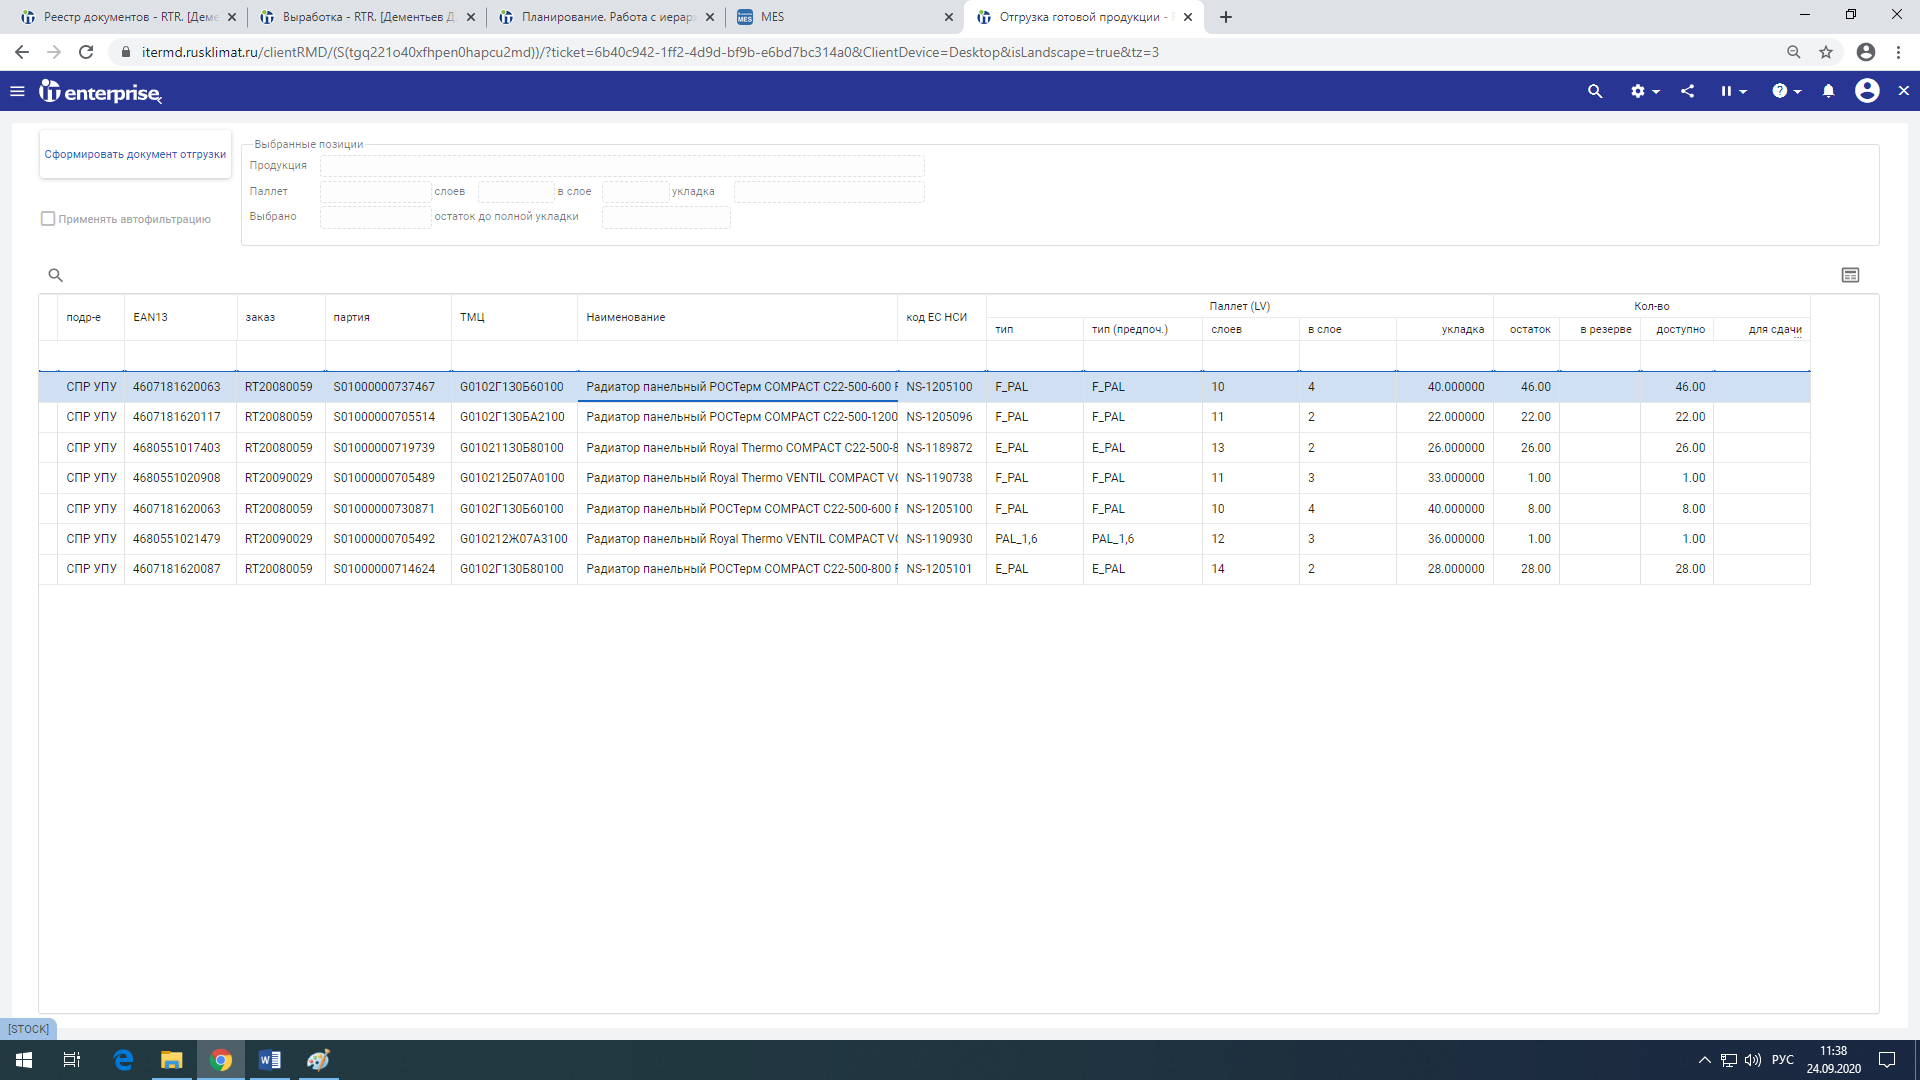 Реестр документов - RTR. [Деме
Выработка - RTR. [Дементьев Д.
Планирование. Работа с иерар
MES
MES
Отгрузка готовой продукции -
itermd.rusklimat.ru/clientRMD/(S(tgq221o40xfhpen0hapcu2md))/?ticket=6b40c942-1ff2-4d9d-bf9b-e6bd7bc314a0&ClientDevice=Desktop&isLandscape=true&tz=3
enterprise
Сформировать документ отгрузки
Применять автофильтрацию
Выбранные позиции
Продукция
Паллет слоев в слое укладка
Выбрано остаток до полной укладки
Паллет (LV) Кол-во
подр-е EAN13 заказ партия ТМЦ Наименование код ЕС НСИ
тип тип (предпоч.) слоев в слое укладка остаток в резерве доступно для сдачи
СПР УПУ 4607181620063 RT20080059 S01000000737467 G0102Г130Б60100 Радиатор панельный РОСТерм COMPACT C22-500-600 NS-1205100 F_PAL F_PAL 10 4 40.000000 46.00 46.00
СПР УПУ 4607181620117 RT20080059 S01000000705514 G0102Г130БА2100 Радиатор панельный РОСТерм COMPACT C22-500-1200 NS-1205096 F_PAL F_PAL 11 2 22.000000 22.00 22.00
СПР УПУ 4680551017403 RT20080059 S01000000719739 G01021130Б80100 Радиатор панельный Royal Thermo COMPACT C22-500-8 NS-1189872 E_PAL E_PAL 13 2 26.000000 26.00 26.00
СПР УПУ 4680551020908 RT20090029 S01000000705489 G010212Б07А0100 Радиатор панельный Royal Thermo VENTIL COMPACT VC NS-1190738 F_PAL F_PAL 11 3 33.000000 1.00 1.00
СПР УПУ 4607181620063 RT20080059 S01000000730871 G0102Г130Б60100 Радиатор панельный РОСТерм COMPACT C22-500-600 NS-1205100 F_PAL F_PAL 10 4 40.000000 8.00 8.00
СПР УПУ 4680551021479 RT20090029 S01000000705492 G010212Ж07А3100 Радиатор панельный Royal Thermo VENTIL COMPACT VC NS-1190930 PAL_1,6 PAL_1,6 12 3 36.000000 1.00 1.00
СПР УПУ 4607181620087 RT20080059 S01000000714624 G0102Г130Б80100 Радиатор панельный РОСТерм COMPACT C22-500-800 NS-1205101 E_PAL E_PAL 14 2 28.000000 28.00 28.00
[STOCK]
РУС
11:38
24.09.2020